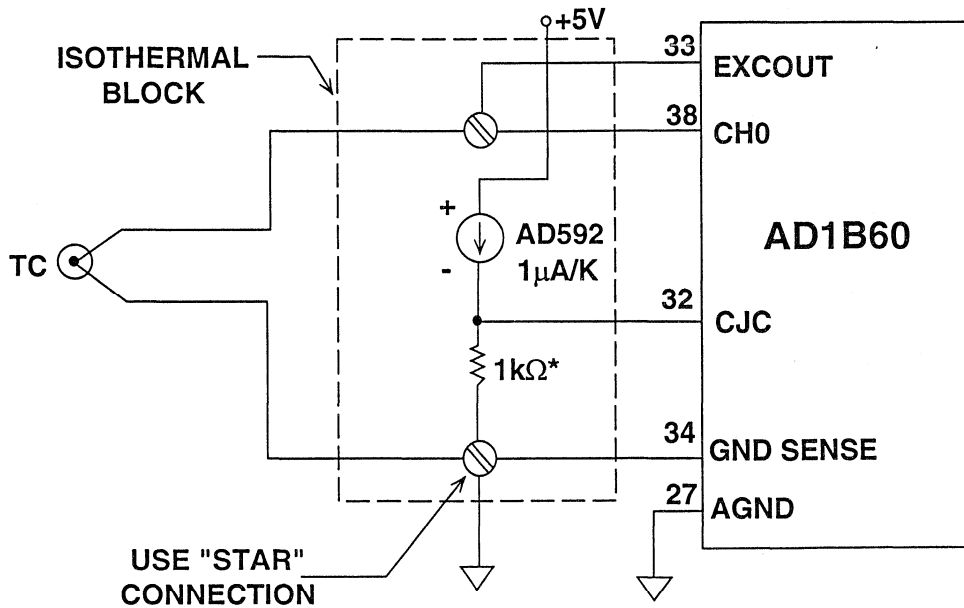 +5V
ISOTHERMAL
BLOCK
33
EXCOUT
38
CH0
+
AD592
1µA/K
-
AD1B60
TC
32
CJC
1kΩ*
34
GND SENSE
27
AGND
USE "STAR"
CONNECTION